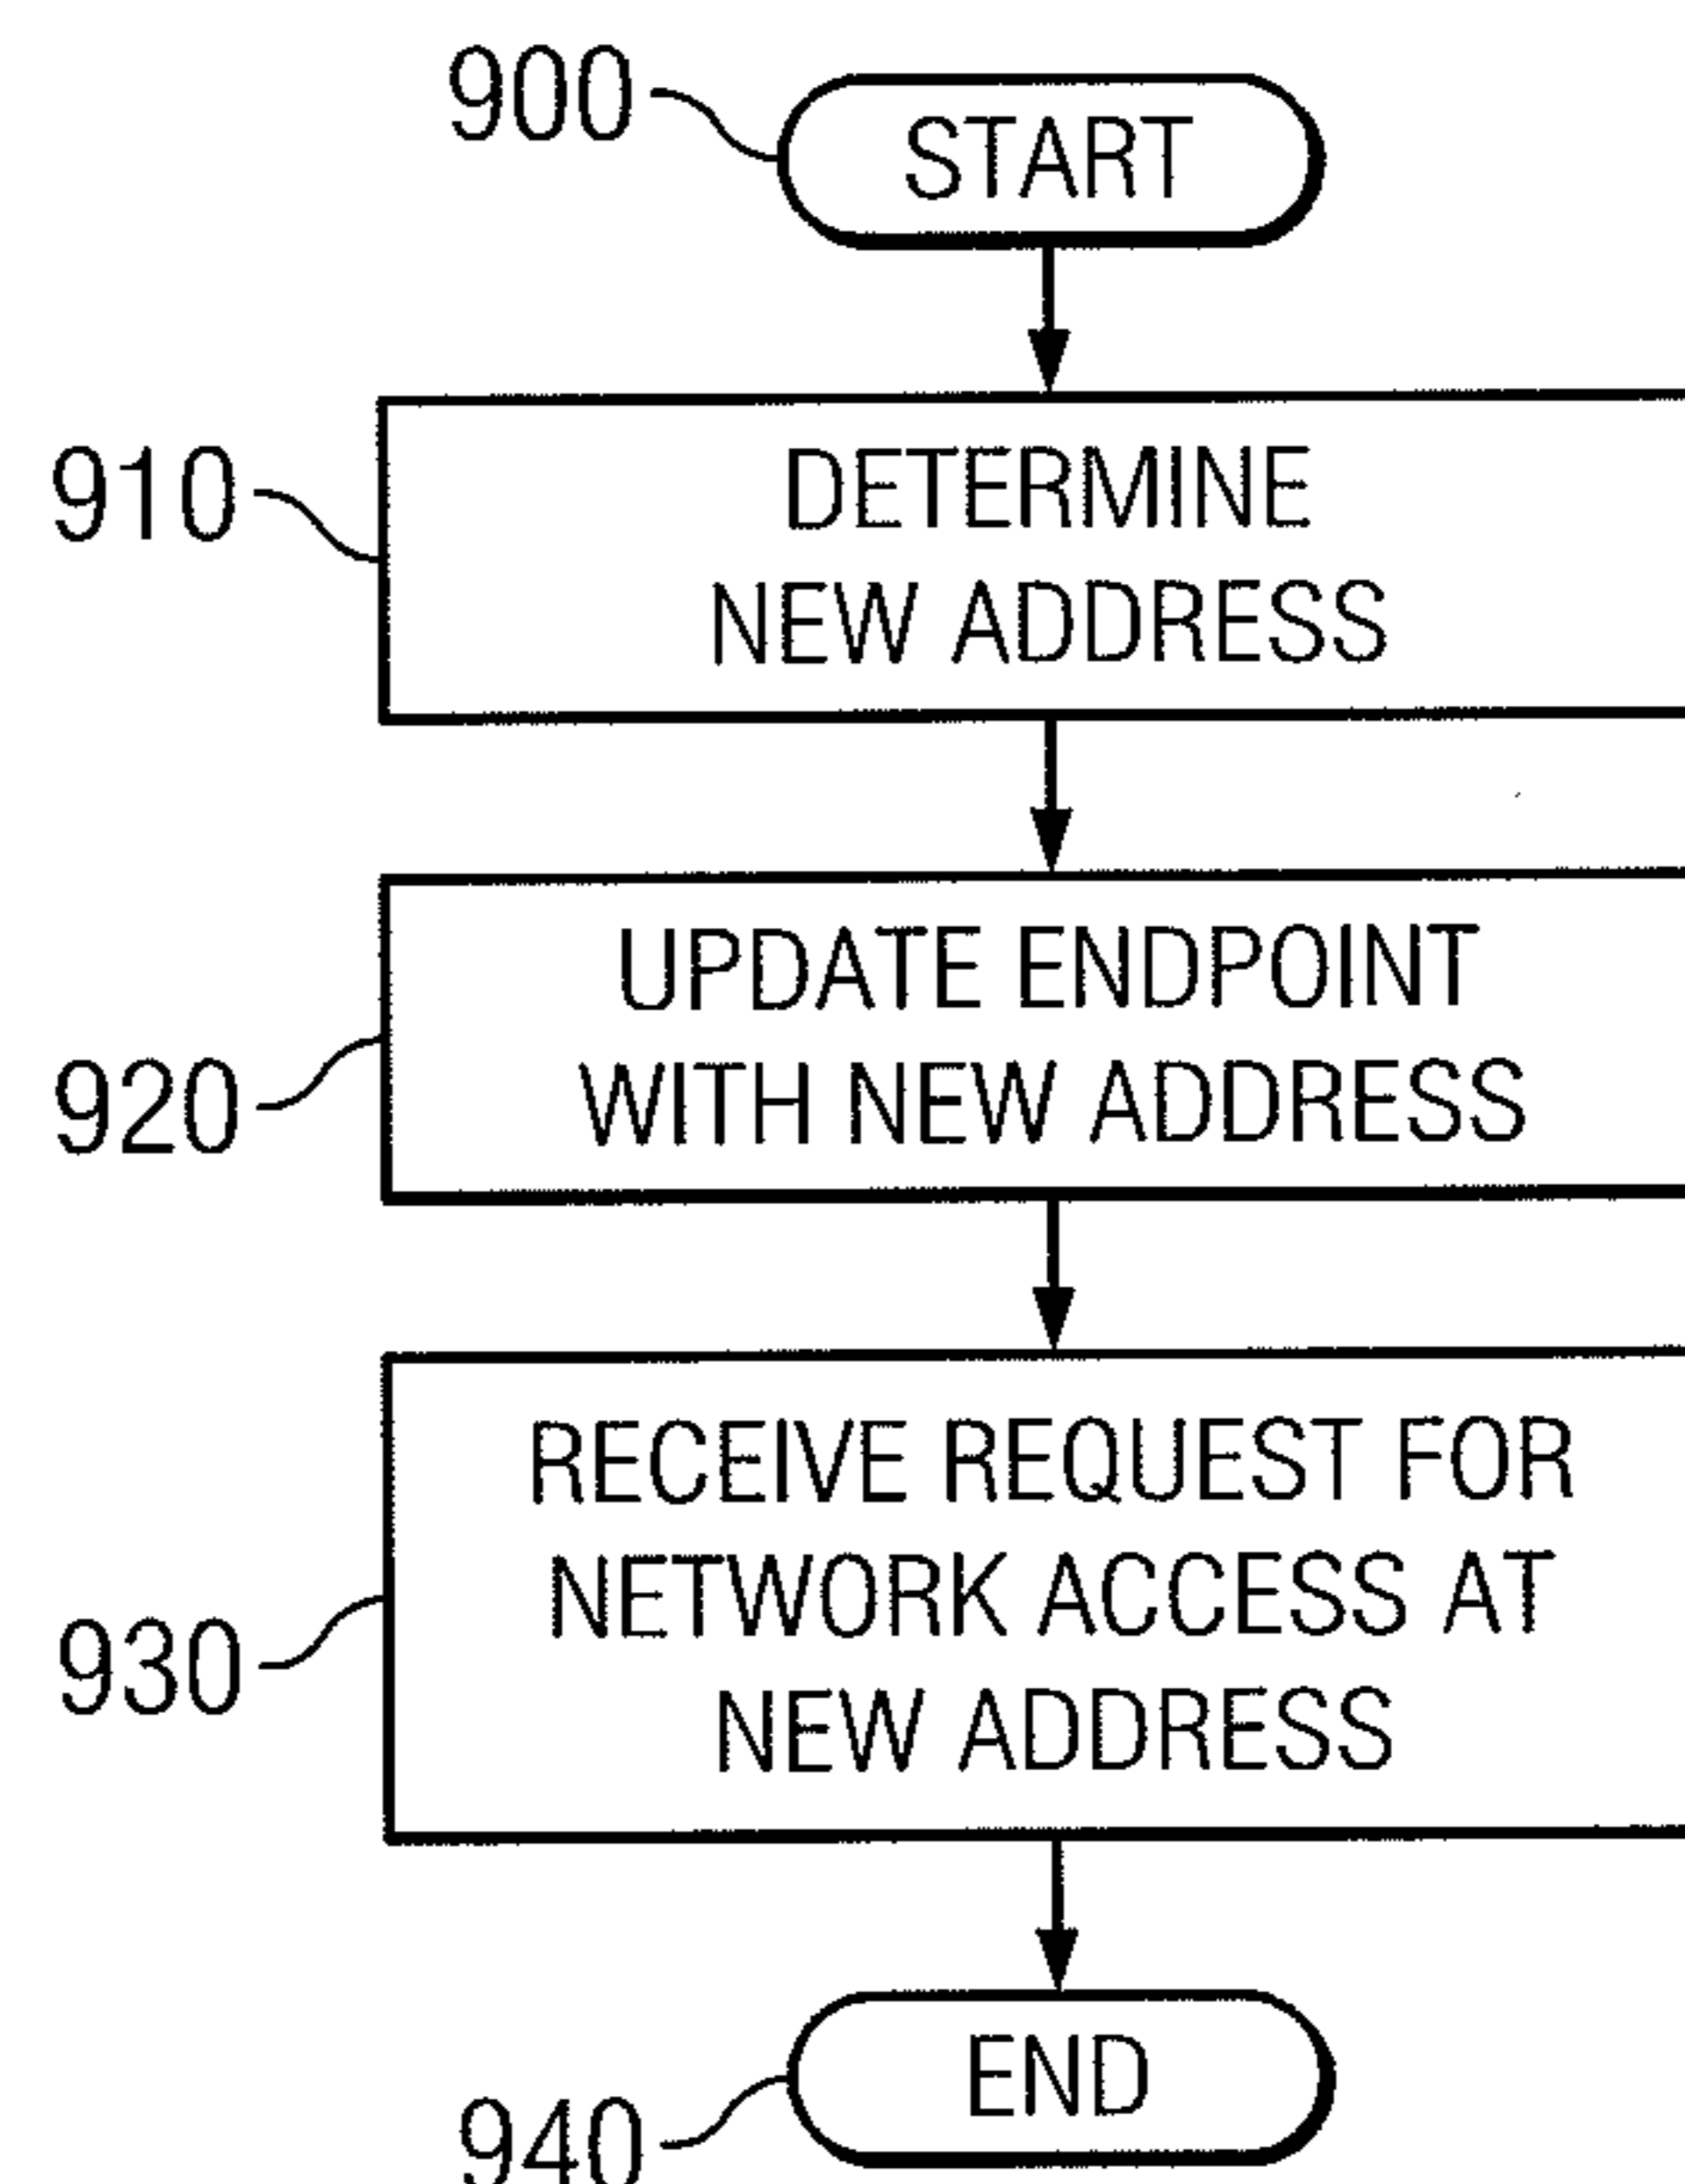 900
START
910
DETERMINE
NEW ADDRESS
920
UPDATE ENDPOINT
WITH NEW ADDRESS
930
RECEIVE REQUEST FOR
NETWORK ACCESS AT
NEW ADDRESS
940
END